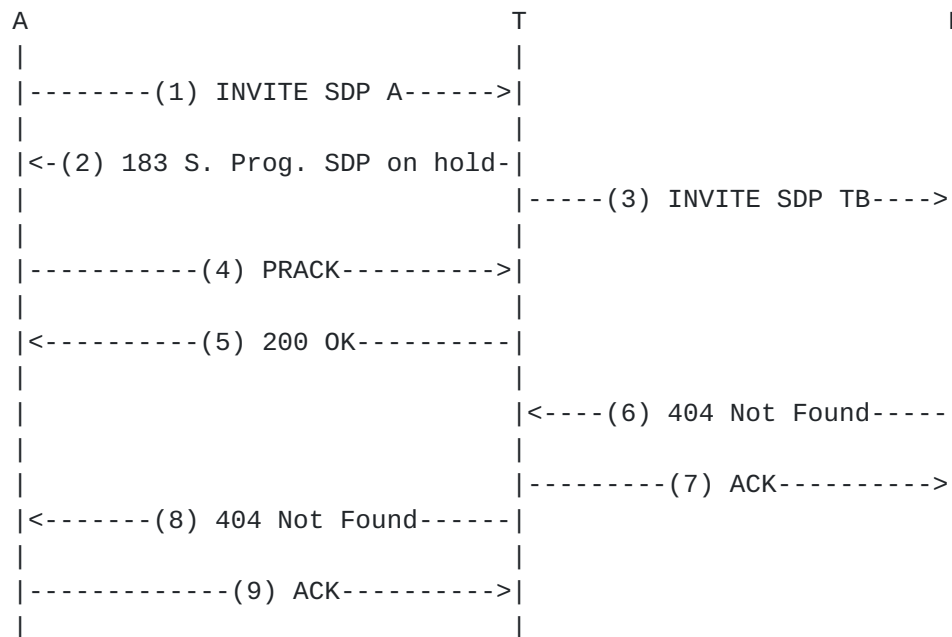 A T
|--------(1) INVITE SDP A------>|
|<-(2) 183 S. Prog. SDP on hold-|
|-----(3) INVITE SDP TB---->
|-----------(4) PRACK---------->|
|<----------(5) 200 OK----------|
|<----(6) 404 Not Found-----
|---------(7) ACK---------->
|<-------(8) 404 Not Found------|
|-------------(9) ACK---------->|